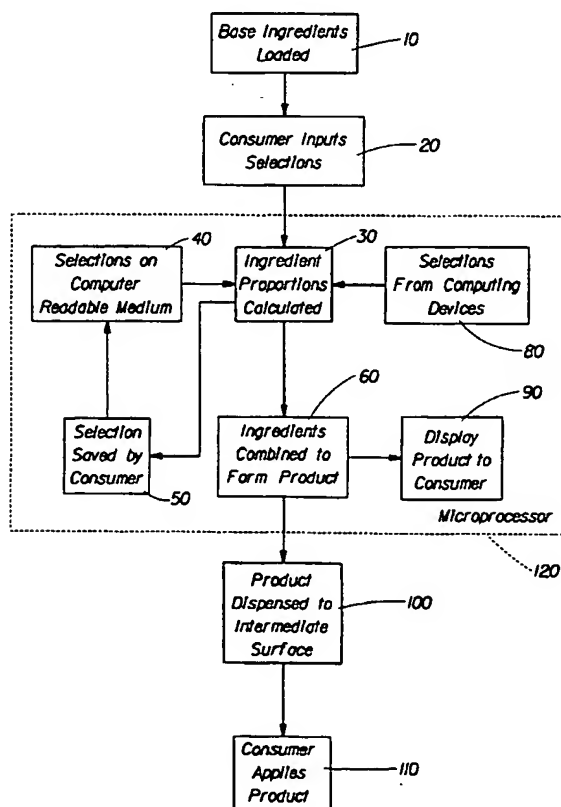 Base Ingredients
Loaded
10
Consumer Inputs
Selections
20
40
30
Selections on
Computer
Readable Medium
Ingredient
Proportions
Calculated
Selections
From Computing
Devices
80
60
90
Selection
Saved by
Consumer
50
Ingredients
Combined to
Form Product
Display
Product to
Consumer
Microprocessor
120
Product
Dispensed to
Intermediate
Surface
100
Consumer
Applies
Product
110